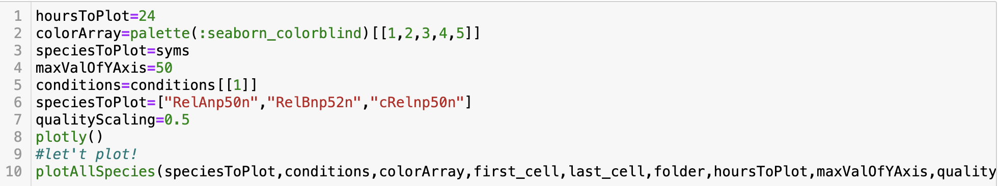 1 hoursToPlot=24
2 colorArray=palette(:seaborn_colorblind)[[1,2,3,4,5]]
3 speciesToPlot=syms
4 maxValOfYAxis=50
5 conditions=conditions[[1]]
6 speciesToPlot=["RelAnp50n","RelBnp52n","cRelnp50n"]
7 qualityScaling=0.5
8 plotly()
9 #let't plot!
10 plotAllSpecies(speciesToPlot,conditions,colorArray,first_cell,last_cell,folder,hoursToPlot,maxValOfYAxis,quality